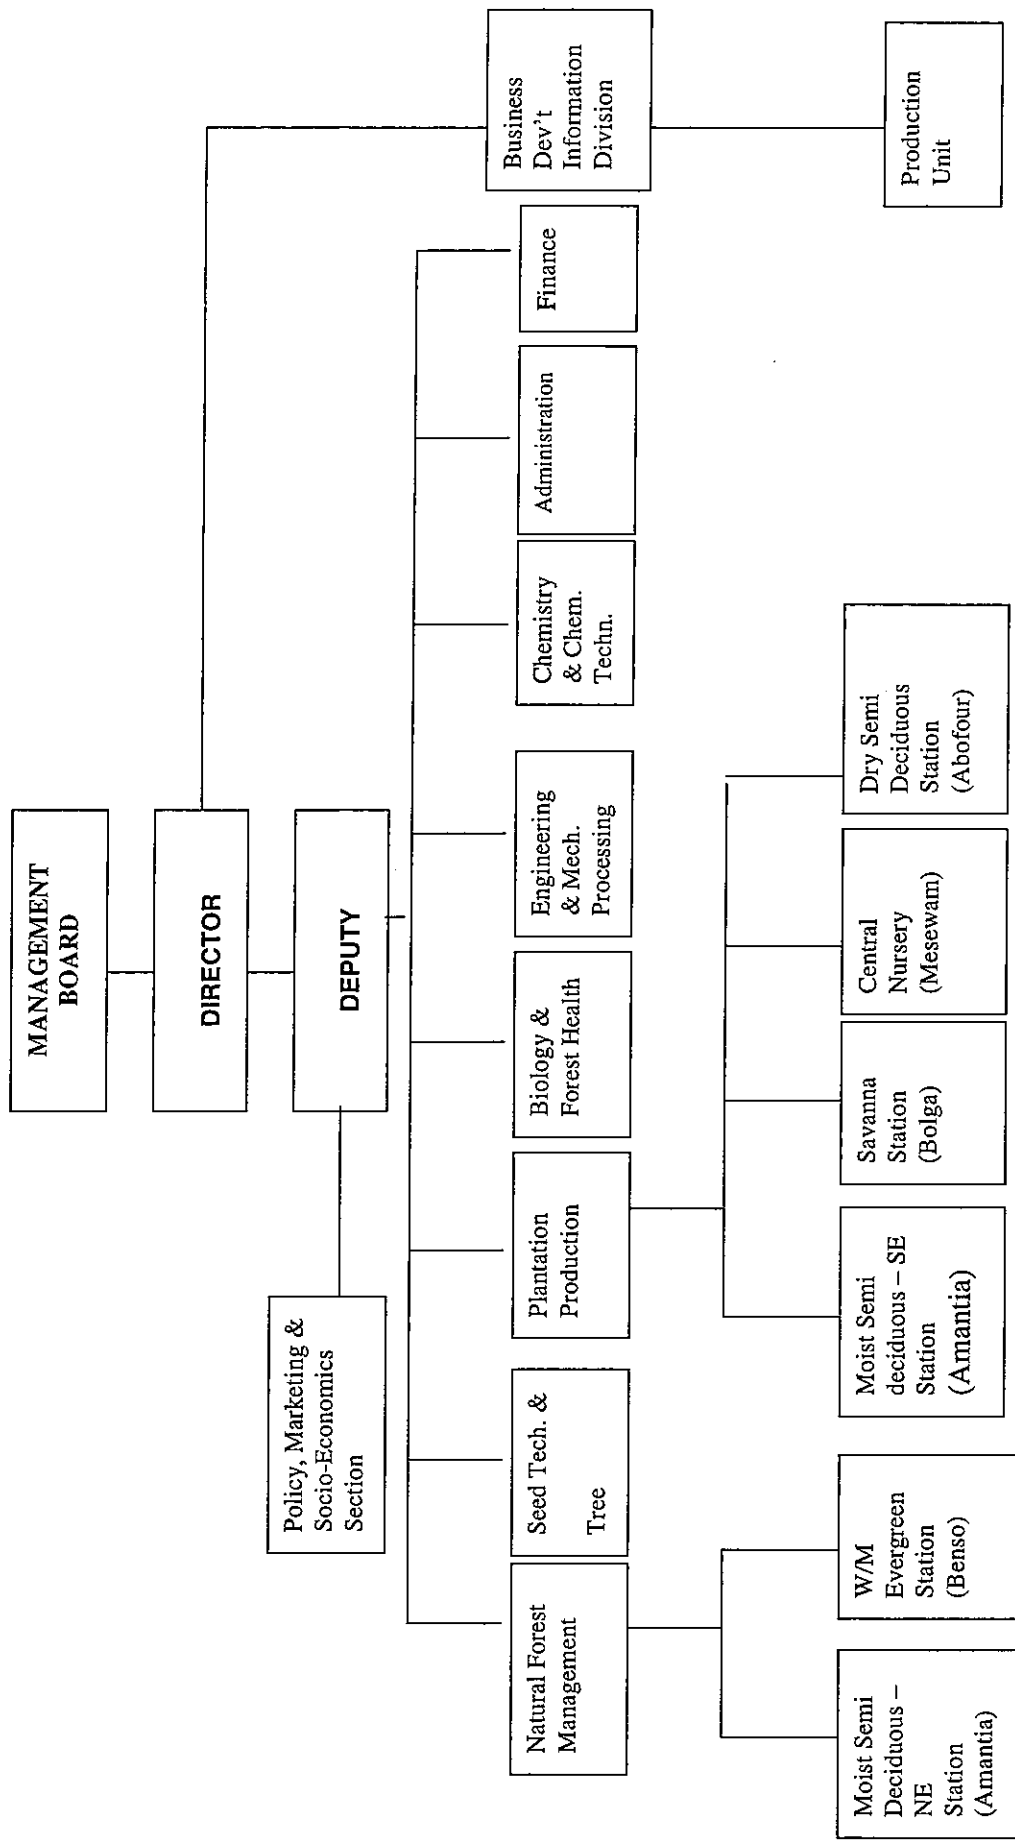 MANAGEMENT
BOARD
DIRECTOR
DEPUTY
Policy, Marketing &
Socio-Economics
Section
Business
Dev't
Information
Division
Natural Forest
Management
Seed Tech. &
Tree
Plantation
Production
Biology &
Forest Health
Engineering
& Mech.
Processing
Chemistry
& Chem.
Techn.
Administration
Finance
Moist Semi
Deciduous –
NE
Station
(Amantia)
W/M
Evergreen
Station
(Benso)
Moist Semi
deciduous – SE
Station
(Amantia)
Savanna
Station
(Bolga)
Central
Nursery
(Mesewam)
Dry Semi
Deciduous
Station
(Abofour)
Production
Unit